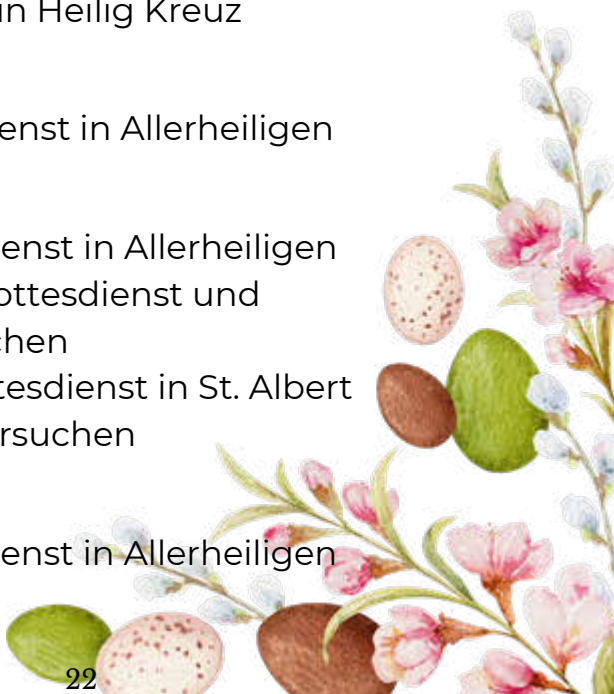 in Heilig Kreuz
enst in Allerheiligen
enst in Allerheiligen
ottesdienst und
chen
tesdienst in St. Albert
rsuchen
enst in Allerheiligen
22